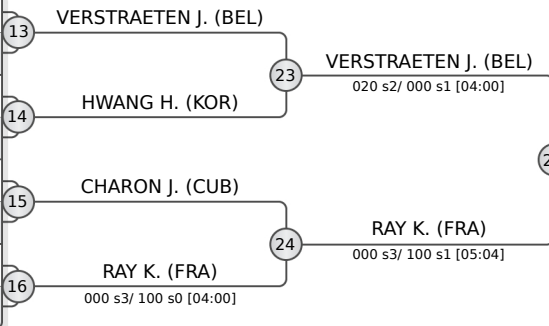 VERSTRAETEN J. (BEL)
13
23
VERSTRAETEN J. (BEL)
020 s2/ 000 s1 [04:00]
HWANG H. (KOR)
14
CHARON J. (CUB)
15
24
RAY K. (FRA)
000 s3/ 100 s1 [05:04]
RAY K. (FRA)
16
000 s3/ 100 s0 [04:00]